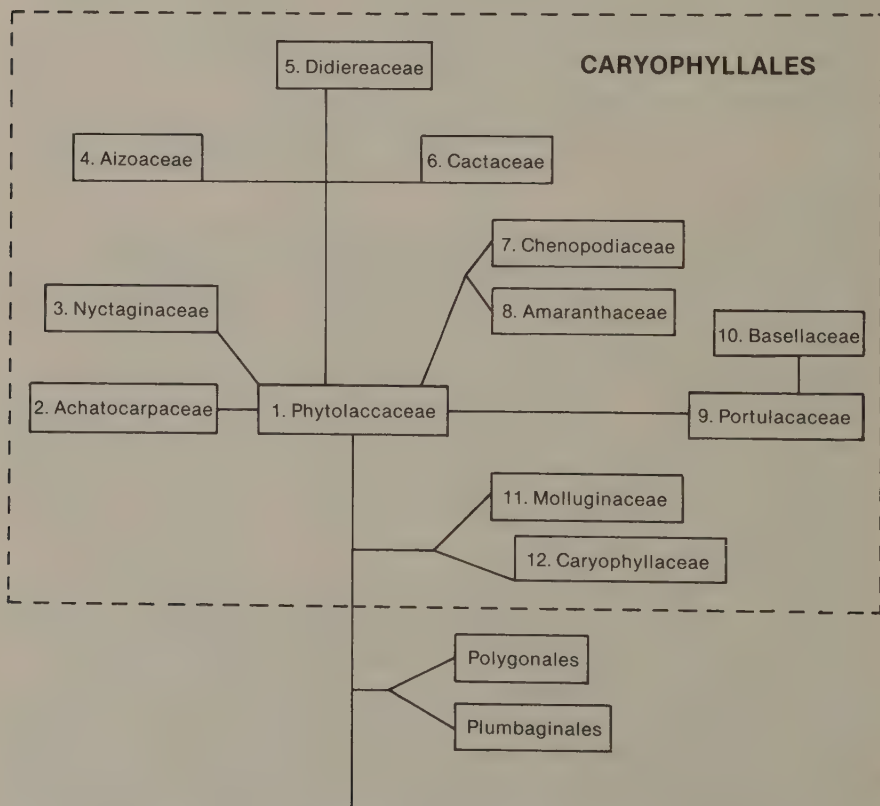 CARYOPHYLLALES
5. Didiereaceae
4. Aizoaceae
6. Cactaceae
7. Chenopodiaceae
3. Nyctaginaceae
8. Amaranthaceae
10. Basellaceae
2. Achatocarpaceae
1. Phytolaccaceae
9. Portulacaceae
11. Molluginaceae
12. Caryophyllaceae
Polygonales
Plumbaginales